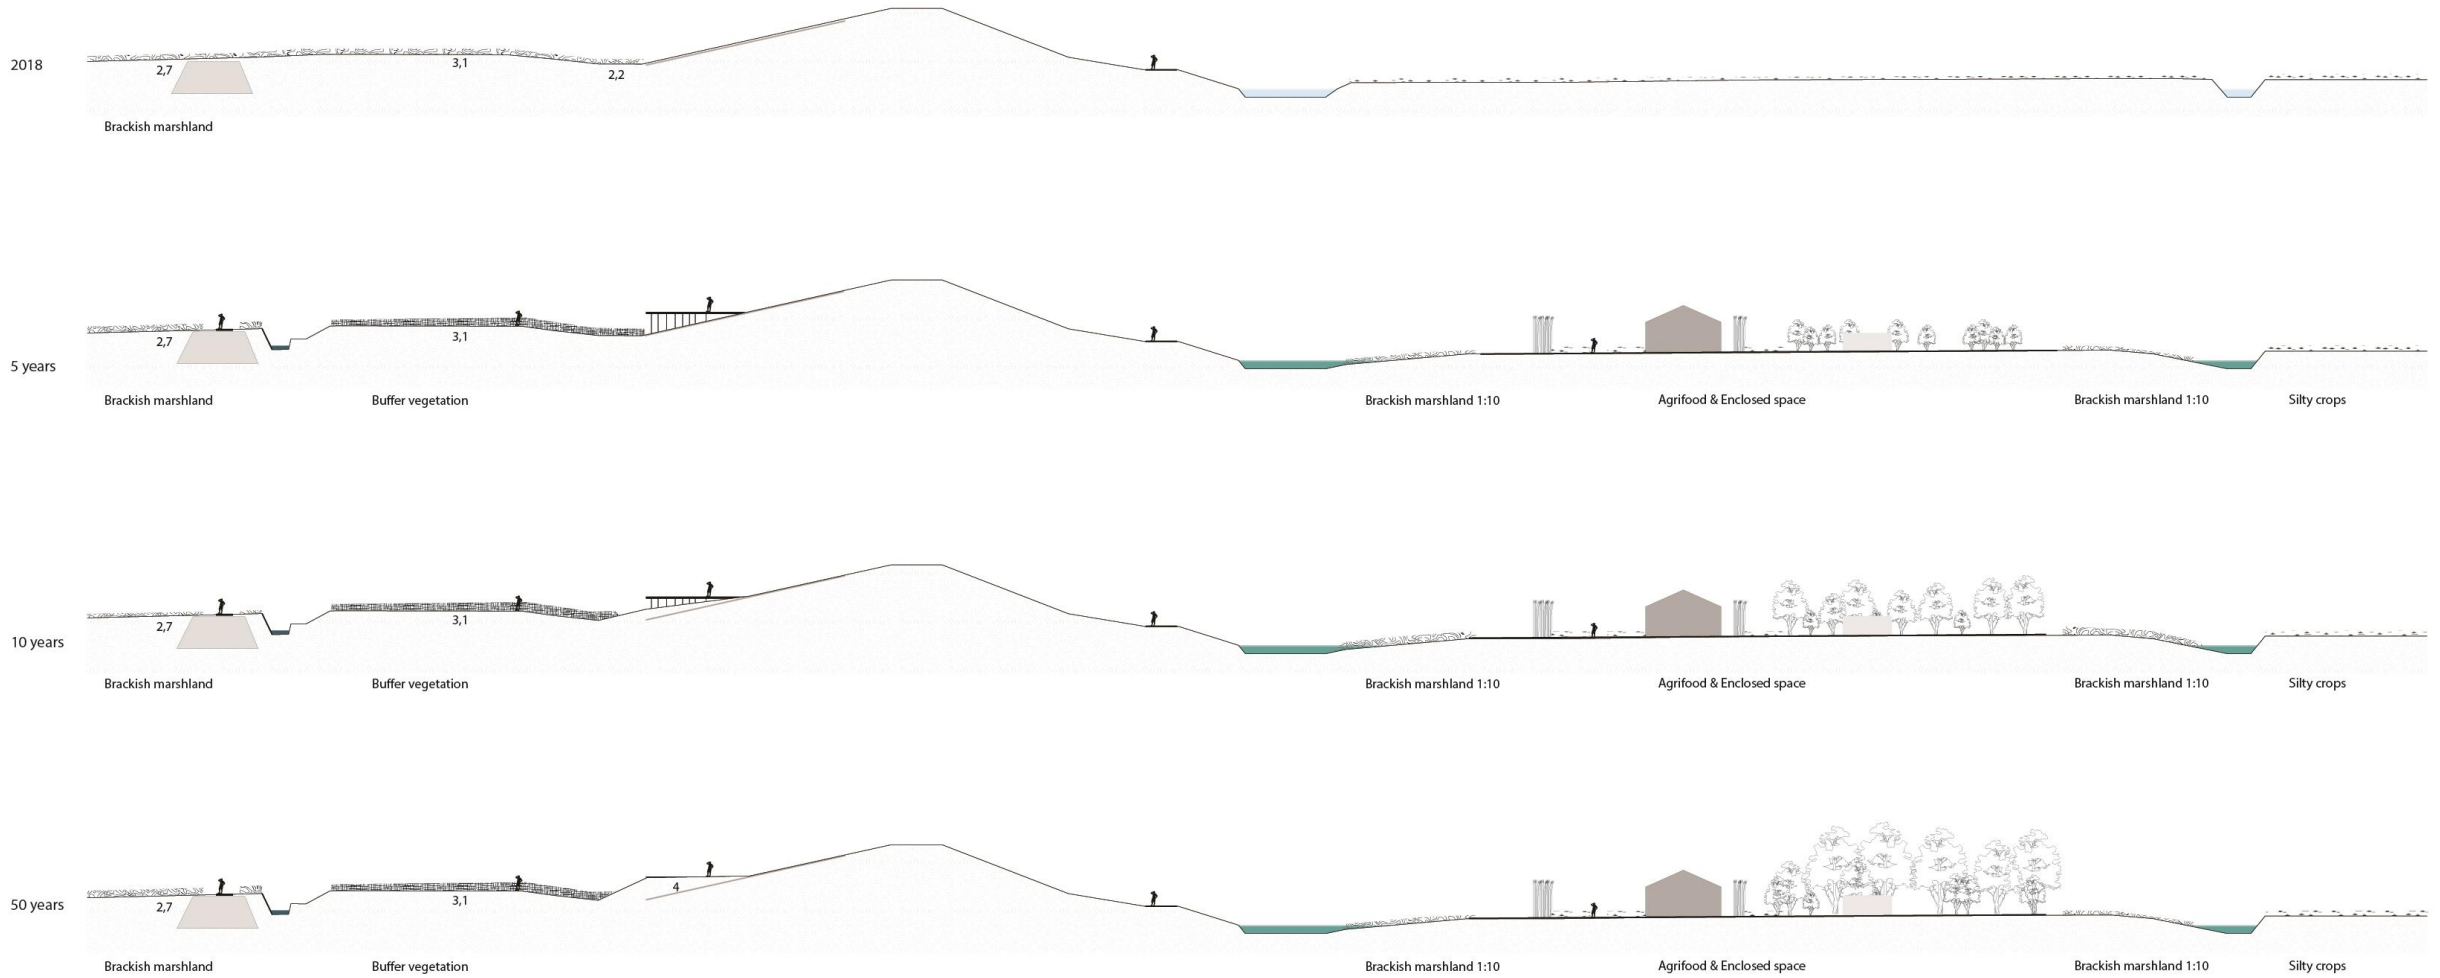 2018
2,7
3,1
2,2
Brackish marshland
5 years
2,7
3,1
Brackish marshland
Buffer vegetation
Brackish marshland 1:10
Agrifood & Enclosed space
Brackish marshland 1:10
Silty crops
10 years
2,7
3,1
Brackish marshland
Buffer vegetation
Brackish marshland 1:10
Agrifood & Enclosed space
Brackish marshland 1:10
Silty crops
50 years
2,7
3,1
4
Brackish marshland
Buffer vegetation
Brackish marshland 1:10
Agrifood & Enclosed space
Brackish marshland 1:10
Silty crops